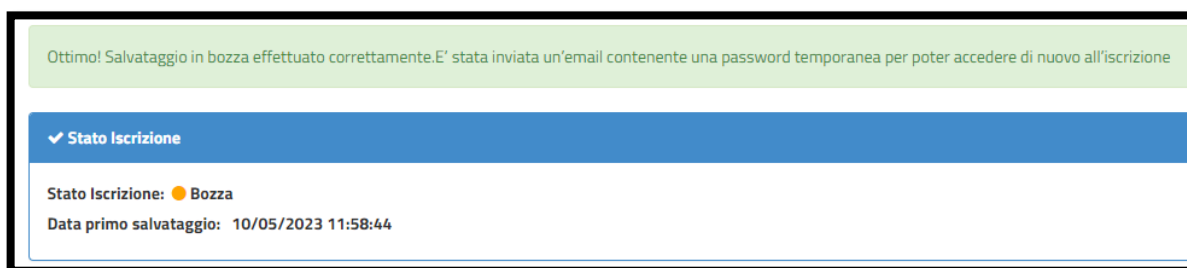 Ottimo! Salvataggio in bozza effettuato correttamente.E’ stata inviata un’email contenente una password temporanea per poter accedere di nuovo all’iscrizione
Stato Iscrizione
Stato Iscrizione: Bozza
Data primo salvataggio: 10/05/2023 11:58:44